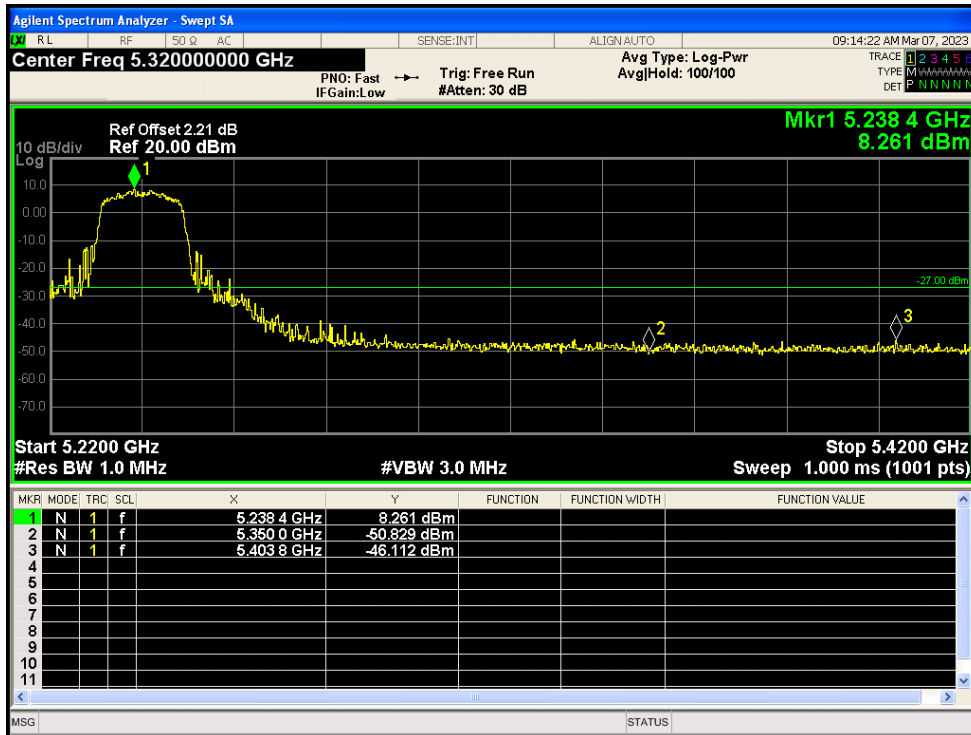 Agilent Spectrum Analyzer - Swept SA
LXI RL RF 50 Ω AC SENSE:INT ALIGN AUTO 09:14:22 AM Mar 07, 2023
Center Freq 5.320000000 GHz
PNO: Fast
IFGain:Low
Trig: Free Run
#Atten: 30 dB
Avg Type: Log-Pwr
Avg|Hold: 100/100
TRACE 1 2 3 4 5 6
TYPE M
DET P N N N N N
Mkr1 5.238 4 GHz
8.261 dBm
Ref Offset 2.21 dB
10 dB/div Ref 20.00 dBm
Log
10.0
0.00
-10.0
-20.0
-30.0
-40.0
-50.0
-60.0
-70.0
1
2
3
-27.00 dBm
Start 5.2200 GHz Stop 5.4200 GHz
#Res BW 1.0 MHz #VBW 3.0 MHz Sweep 1.000 ms (1001 pts)
MKR MODE TRC SCL X Y FUNCTION FUNCTION WIDTH FUNCTION VALUE
1 N 1 f 5.238 4 GHz 8.261 dBm
2 N 1 f 5.350 0 GHz -50.829 dBm
3 N 1 f 5.403 8 GHz -46.112 dBm
4
5
6
7
8
9
10
11
MSG STATUS